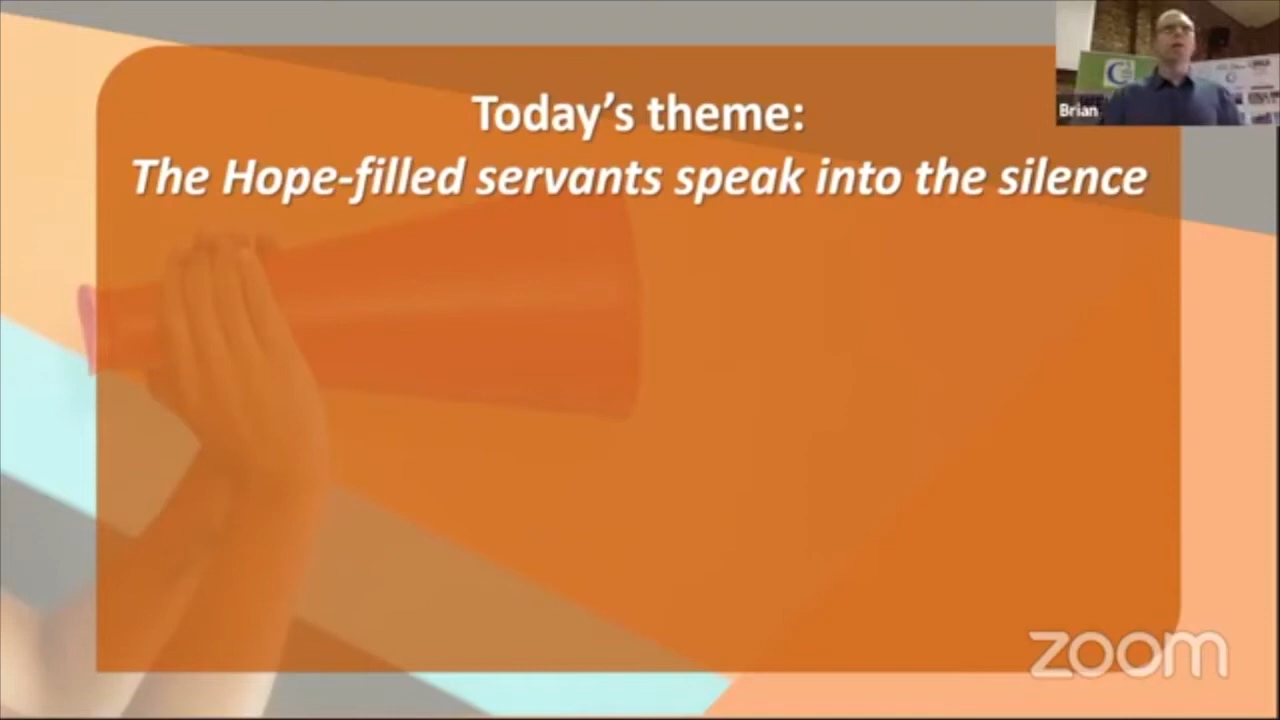 Today's theme:
The Hope-filled servants speak into the silence
Brian
zoom